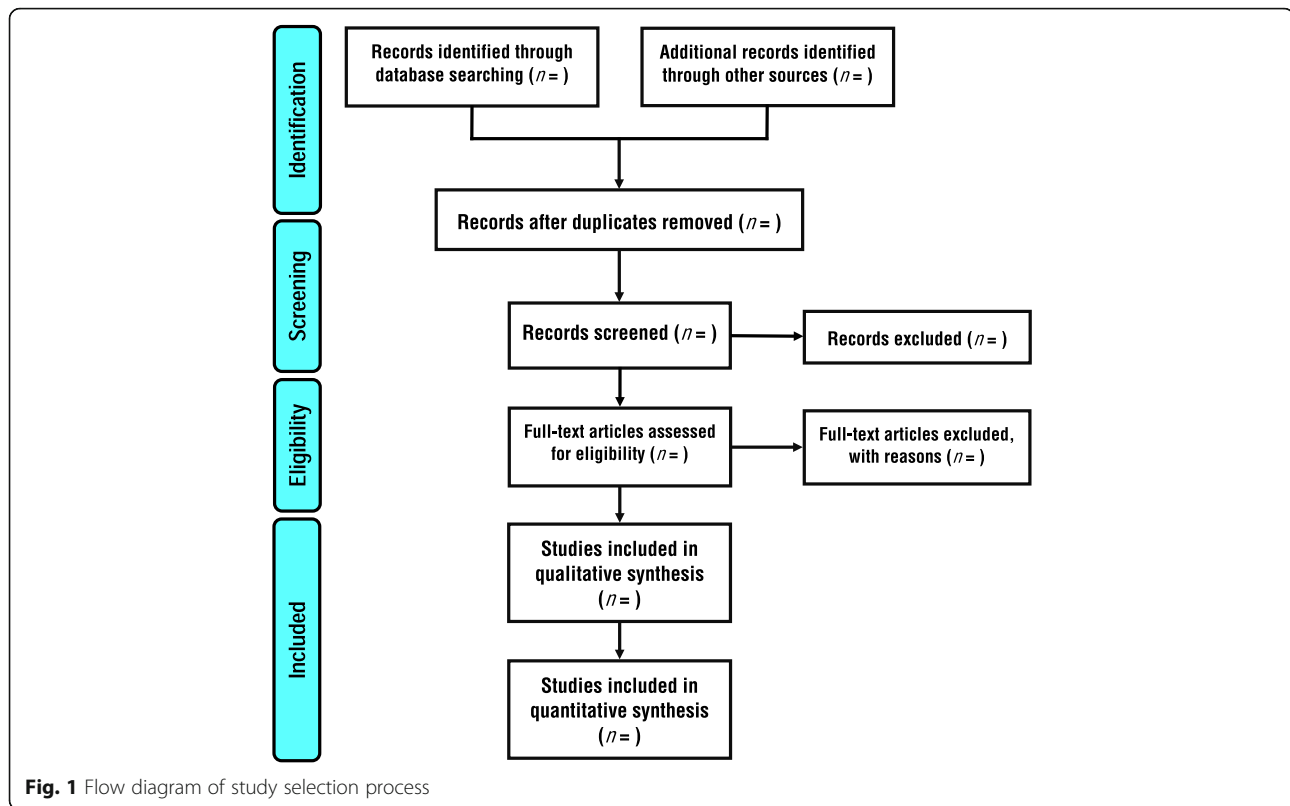 Identification
Records identified through
database searching (n = )
Additional records identified
through other sources (n = )
Records after duplicates removed (n = )
Screening
Records screened (n = )
Records excluded (n = )
Eligibility
Full-text articles assessed
for eligibility (n = )
Full-text articles excluded,
with reasons (n = )
Included
Studies included in
qualitative synthesis
(n = )
Studies included in
quantitative synthesis
(n = )
Fig. 1 Flow diagram of study selection process